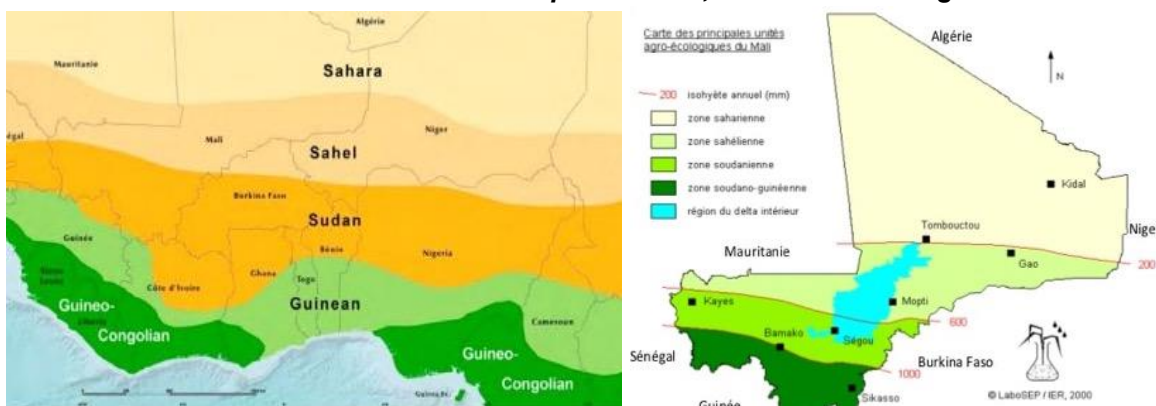 Algérie
Mauritanie
Sahara
Mali
Niger
Sahel
Burkina Faso
Sudan
Guinée
Bénin
Nigeria
Ghana
Togo
Côte d'Ivoire
Guinean
Guineo-
Congolian
Cameroun
Guineo-
Congolian
Carte des principales unités
agro-écologiques du Mali
Algérie
N
200 isohyète annuel (mm)
zone saharienne
zone sahélienne
zone soudanienne
zone soudano-guinéenne
région du delta intérieur
Kidal
Tombouctou
Mauritanie
Nige
Gao
200
Kayes
Mopti
600
Bamako
Ségou
Sénégal
Burkina Faso
1000
Sikasso
© LaboSEP / IER, 2000